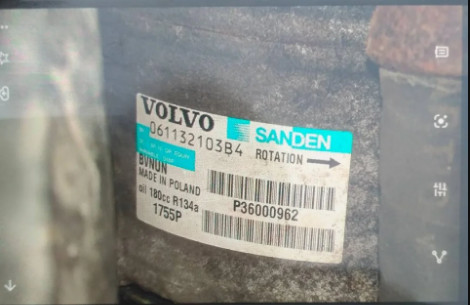 VOLVO
SANDEN
061132103B4
ROTATION
BVNUN
MADE IN POLAND
oil 180cc R134a
1755P
P36000962